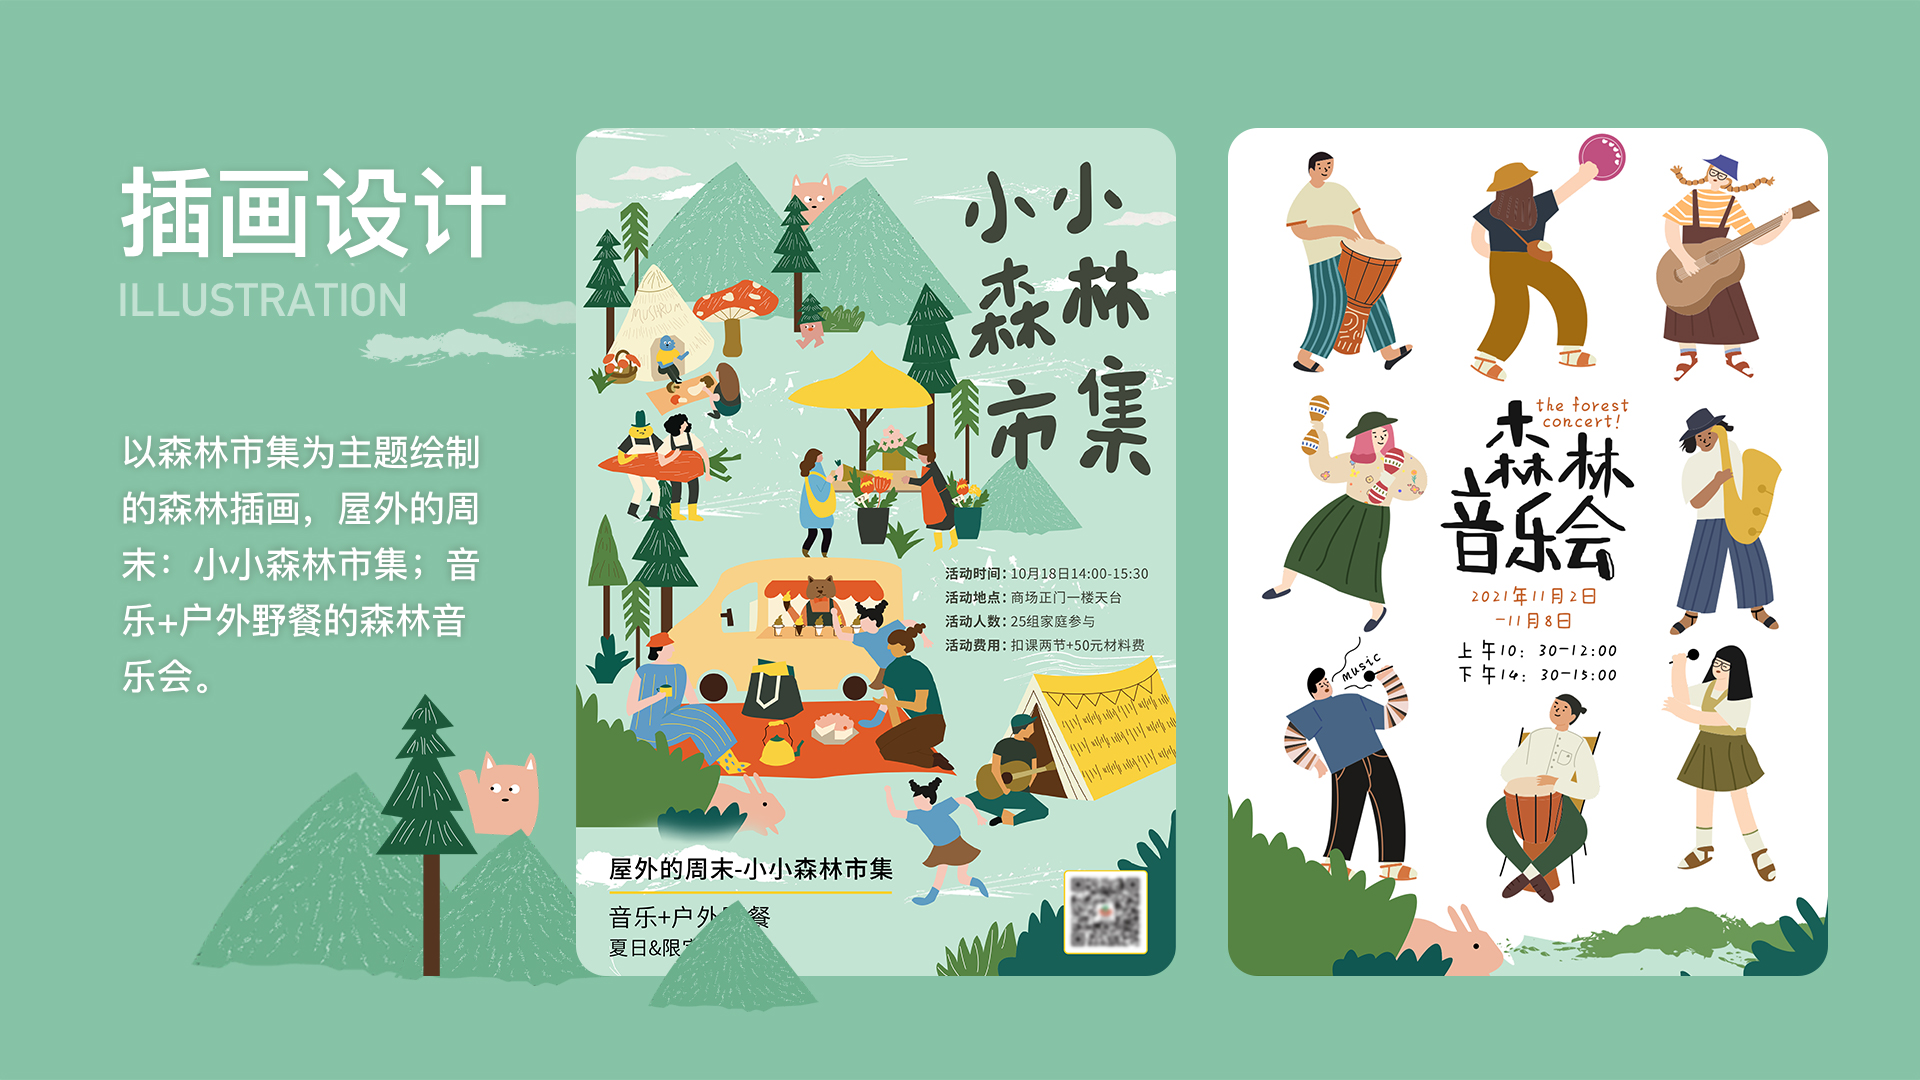 插画设计
ILLUSTRATION
以森林市集为主题绘制
的森林插画，屋外的周
末：小小森林市集；音
乐+户外野餐的森林音
乐会。
小小
森林
市集
MUSHRUM
活动时间：10月18日14:00-15:30
活动地点：商场正门一楼天台
活动人数：25组家庭参与
活动费用：扣课两节+50元材料费
屋外的周末-小小森林市集
音乐+户外 餐
夏日&限
the forest
concert!
森林
音乐会
2021年11月2日
-11月8日
上午10：30-12:00
下午14：30-15:00
music